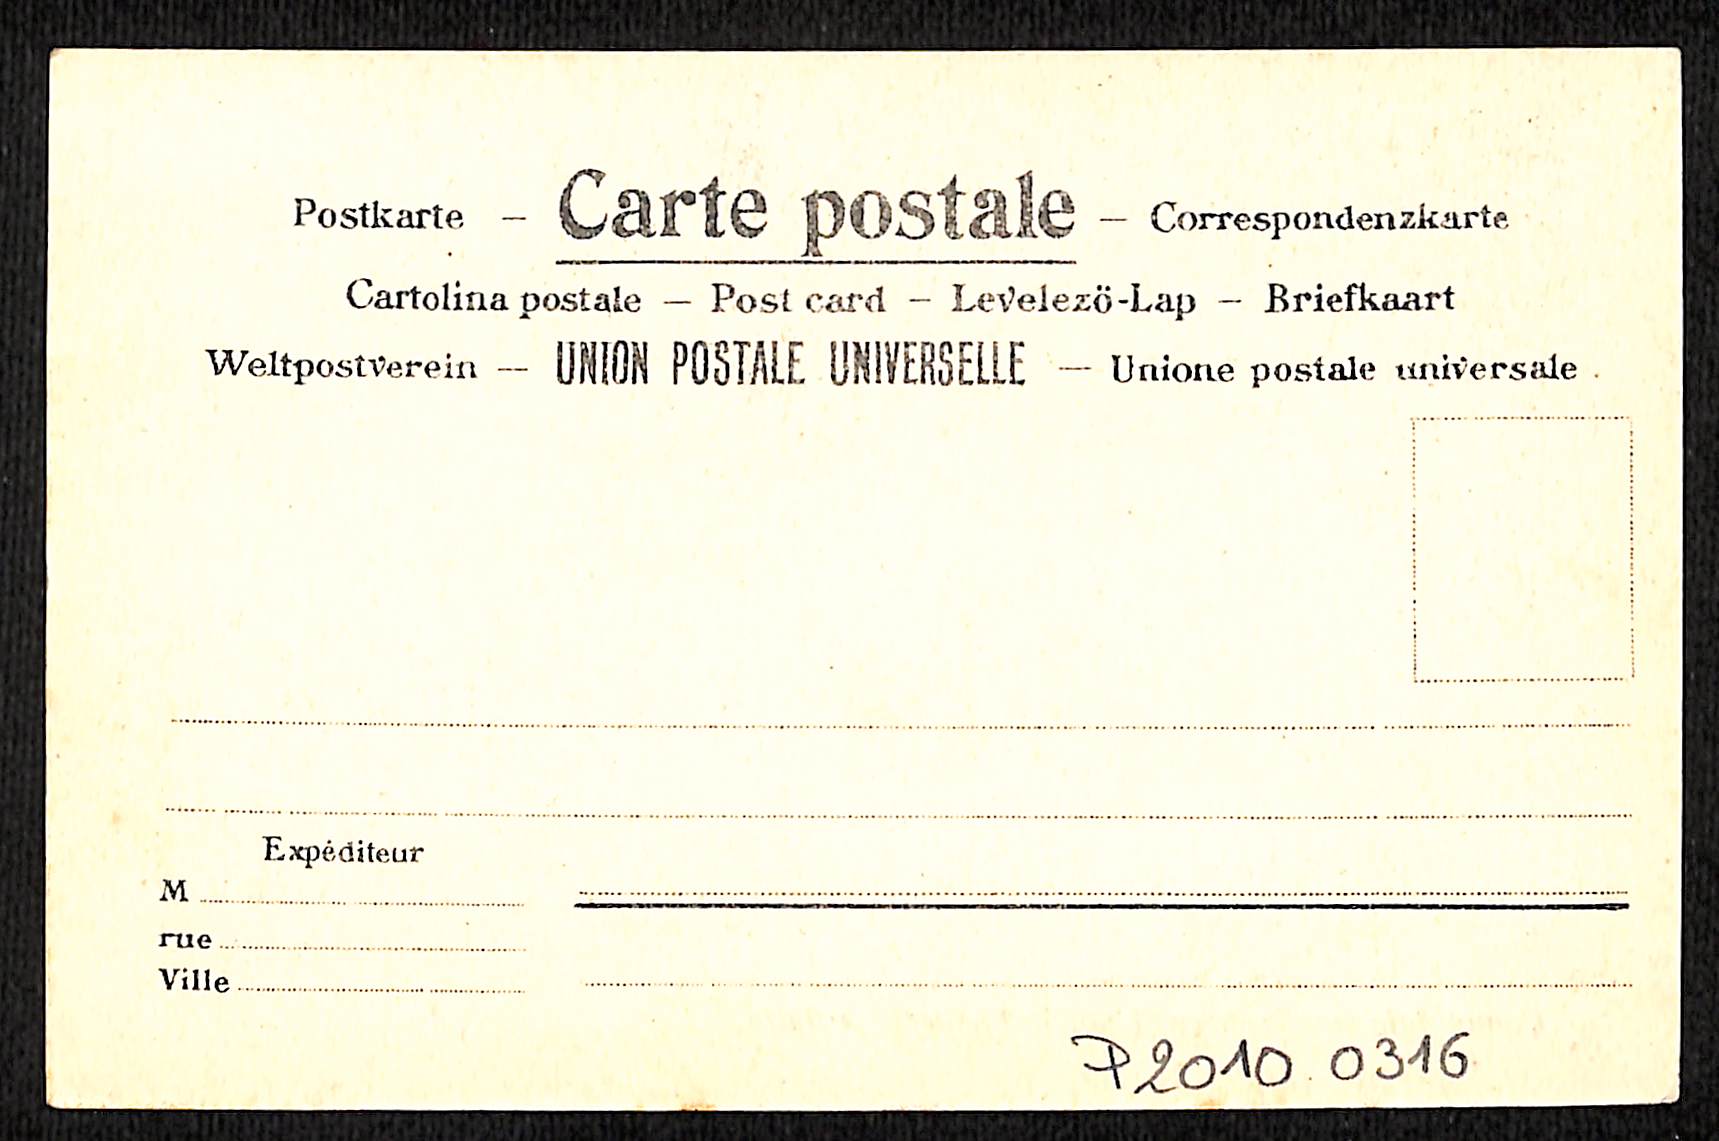 Postkarte – Carte postale – Correspondenzkarte
Cartolina postale – Post card – Levelezö-Lap – Briefkaart
Weltpostverein — UNION POSTALE UNIVERSELLE — Unione postale universale
Expéditeur
M
rue
Ville
P2010.0316